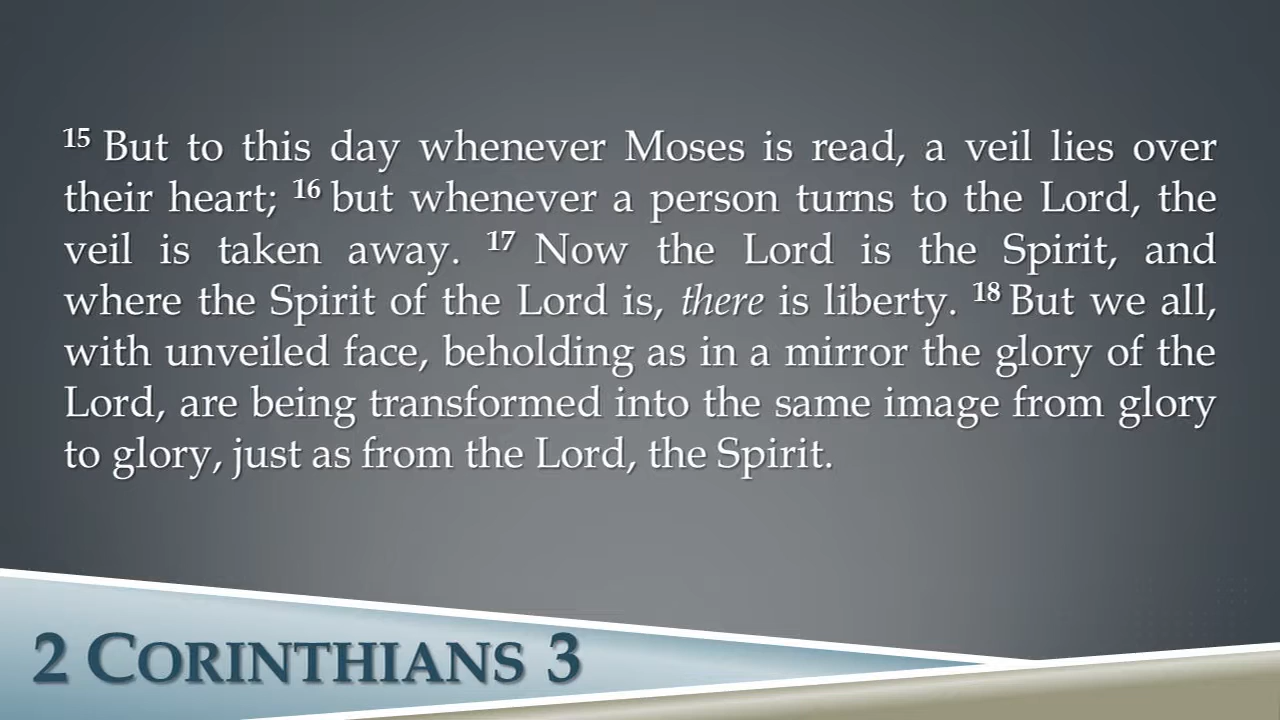 15 But to this day whenever Moses is read, a veil lies over
their heart; 16 but whenever a person turns to the Lord, the
veil is taken away. 17 Now the Lord is the Spirit, and
where the Spirit of the Lord is, there is liberty. 18 But we all,
with unveiled face, beholding as in a mirror the glory of the
Lord, are being transformed into the same image from glory
to glory, just as from the Lord, the Spirit.
2 CORINTHIANS 3